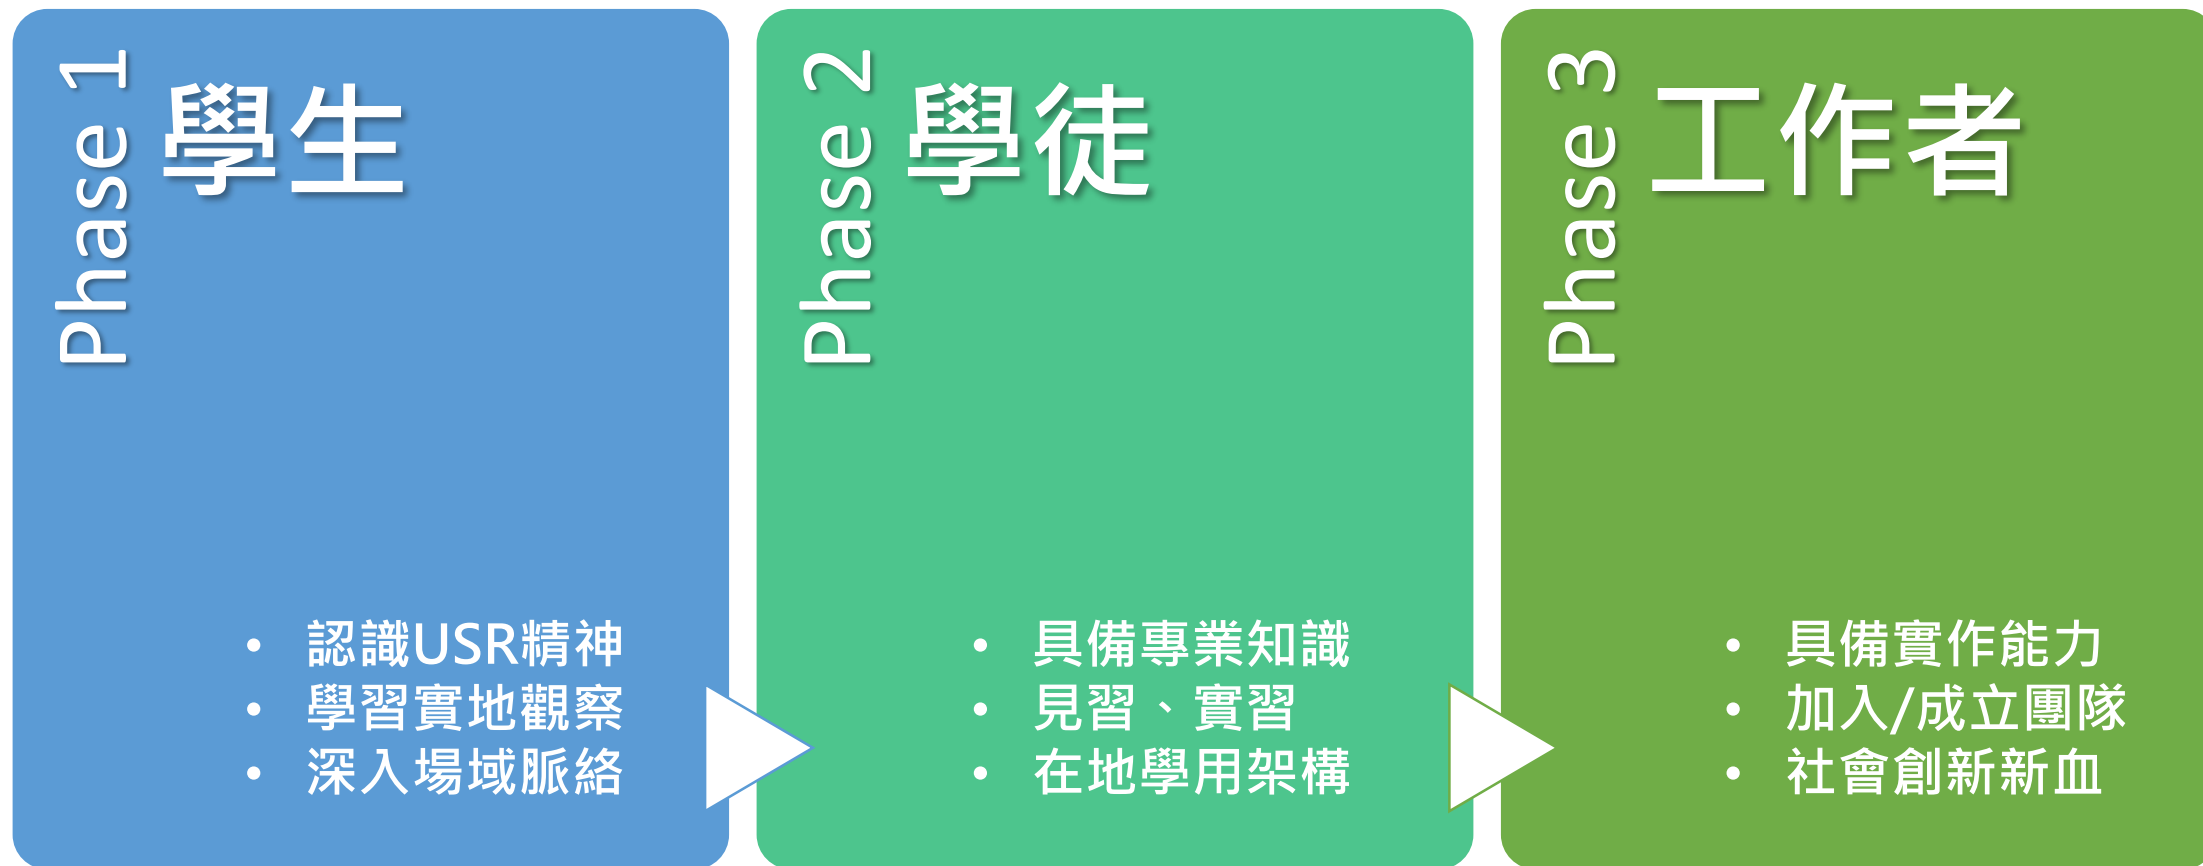 Phase 1
學生
• 認識USR精神
• 學習實地觀察
• 深入場域脈絡
Phase 2
學徒
• 具備專業知識
• 見習、實習
• 在地學用架構
Phase 3
工作者
• 具備實作能力
• 加入/成立團隊
• 社會創新新血